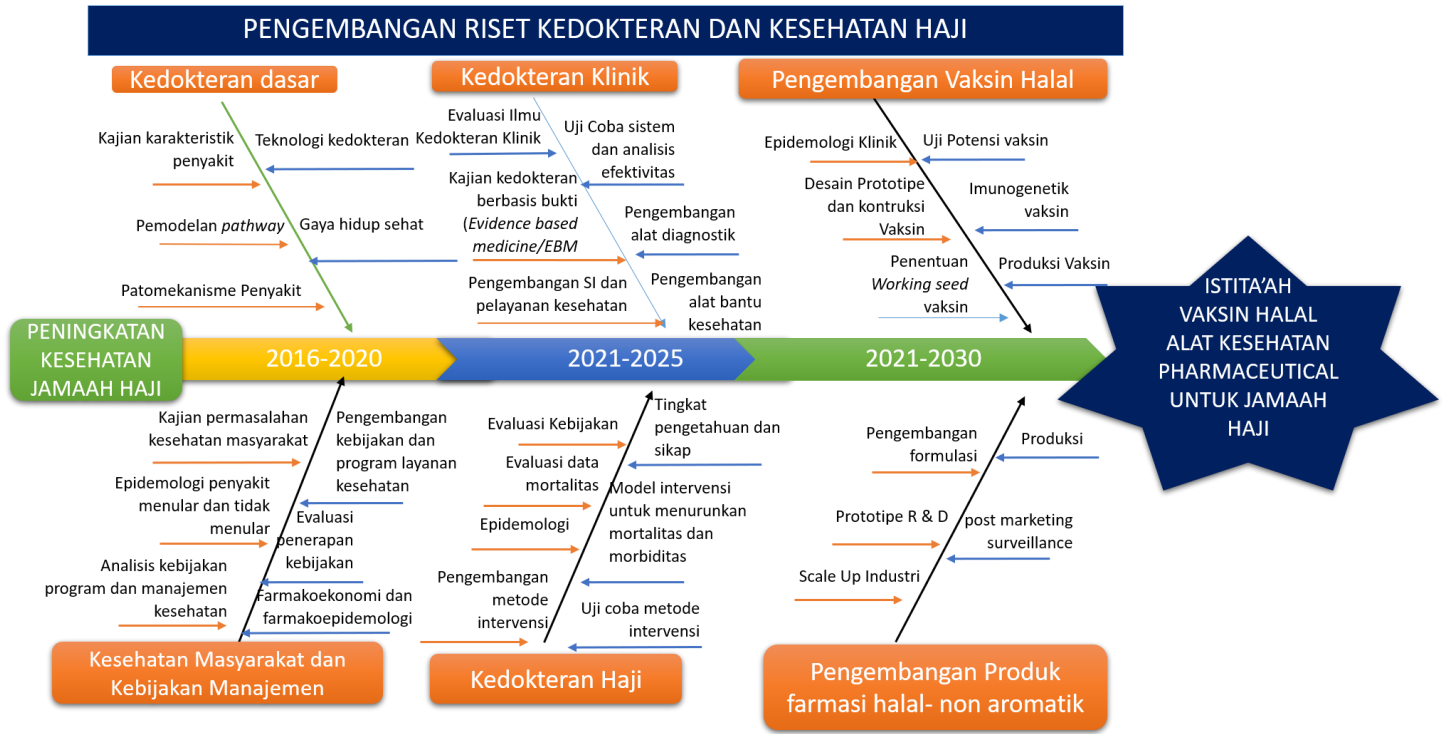 PENGEMBANGAN RISET KEDOKTERAN DAN KESEHATAN HAJI
Kedokteran dasar
Kajian karakteristik
penyakit
Teknologi kedokteran
Pemodelan pathway
Gaya hidup sehat
Patomekanisme Penyakit
Kedokteran Klinik
Evaluasi Ilmu
Kedokteran Klinik
Uji Coba sistem
dan analisis
efektivitas
Kajian kedokteran
berbasis bukti
(Evidence based
medicine/EBM
Pengembangan
alat diagnostik
Pengembangan SI dan
pelayanan kesehatan
Pengembangan
alat bantu
kesehatan
Pengembangan Vaksin Halal
Epidemologi Klinik
Uji Potensi vaksin
Desain Prototipe
dan kontruksi
Vaksin
Imunogenetik
vaksin
Penentuan
Working seed
vaksin
Produksi Vaksin
PENINGKATAN
KESEHATAN
JAMAAH HAJI
2016-2020
2021-2025
2021-2030
ISTITA’AH
VAKSIN HALAL
ALAT KESEHATAN
PHARMACEUTICAL
UNTUK JAMAAH
HAJI
Kajian permasalahan
kesehatan masyarakat
Pengembangan
kebijakan dan
program layanan
kesehatan
Epidemologi penyakit
menular dan tidak
menular
Evaluasi
penerapan
kebijakan
Analisis kebijakan
program dan manajemen
kesehatan
Farmakoekonomi dan
farmakoepidemologi
Kesehatan Masyarakat dan
Kebijakan Manajemen
Evaluasi Kebijakan
Tingkat
pengetahuan dan
sikap
Evaluasi data
mortalitas
Model intervensi
untuk menurunkan
mortalitas dan
morbiditas
Epidemologi
Pengembangan
metode
intervensi
Uji coba metode
intervensi
Kedokteran Haji
Pengembangan
formulasi
Produksi
Prototipe R & D
post marketing
surveillance
Scale Up Industri
Pengembangan Produk
farmasi halal- non aromatik